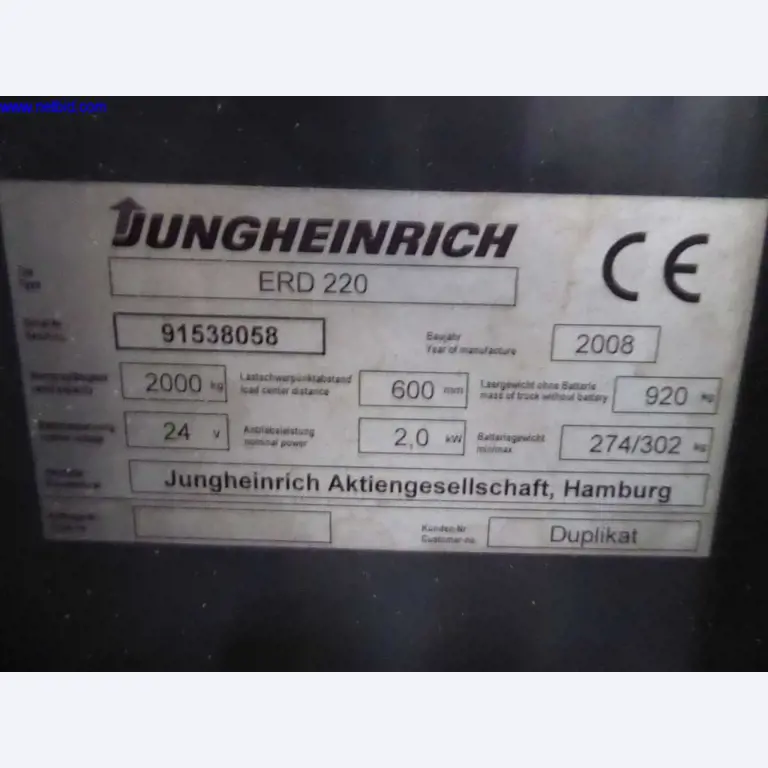 JUNGHEINRICH
CE
Type
ERD 220
91538058
Baujahr
Year of manufacture
2008
2000 kg
Lastschwerpunktabstand
load center distance
600 mm
Leergewicht ohne Batterie
mass of truck without battery
920 kg
24 V
Antriebsleistung
nominal power
2,0 kW
Batteriegewicht
min/max
274/302 kg
Jungheinrich Aktiengesellschaft, Hamburg
Kunden-Nr
Customer-no.
Duplikat